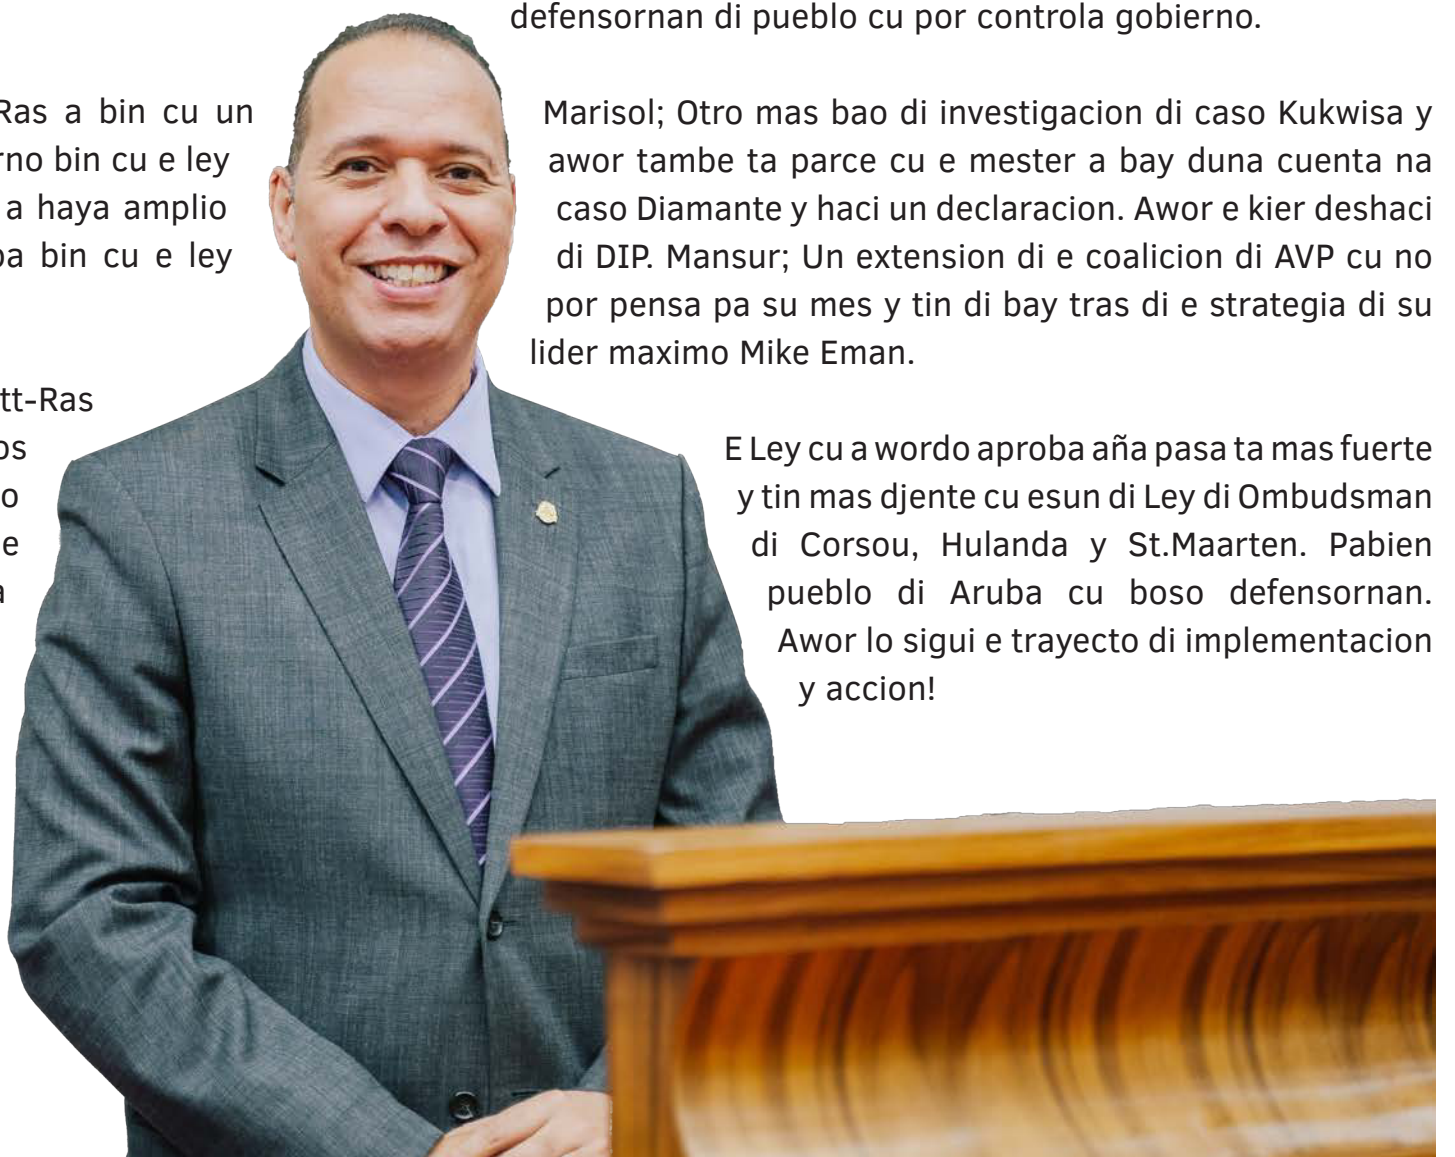 Ras a bin cu un
bin cu e ley
a haya amplio
bin cu e ley
defensornan di pueblo cu por controla gobierno.
Marisol; Otro mas bao di investigacion di caso Kukwisa y
awor tambe ta parce cu e mester a bay duna cuenta na
caso Diamante y haci un declaracion. Awor e kier deshaci
di DIP. Mansur; Un extension di e coalicion di AVP cu no
por pensa pa su mes y tin di bay tras di e strategia di su
lider maximo Mike Eman.
E Ley cu a wordo aproba aña pasa ta mas fuerte
y tin mas djente cu esun di Ley di Ombudsman
di Corsou, Hulanda y St.Maarten. Pabien
pueblo di Aruba cu boso defensornan.
Awor lo sigui e trayecto di implementacion
y accion!